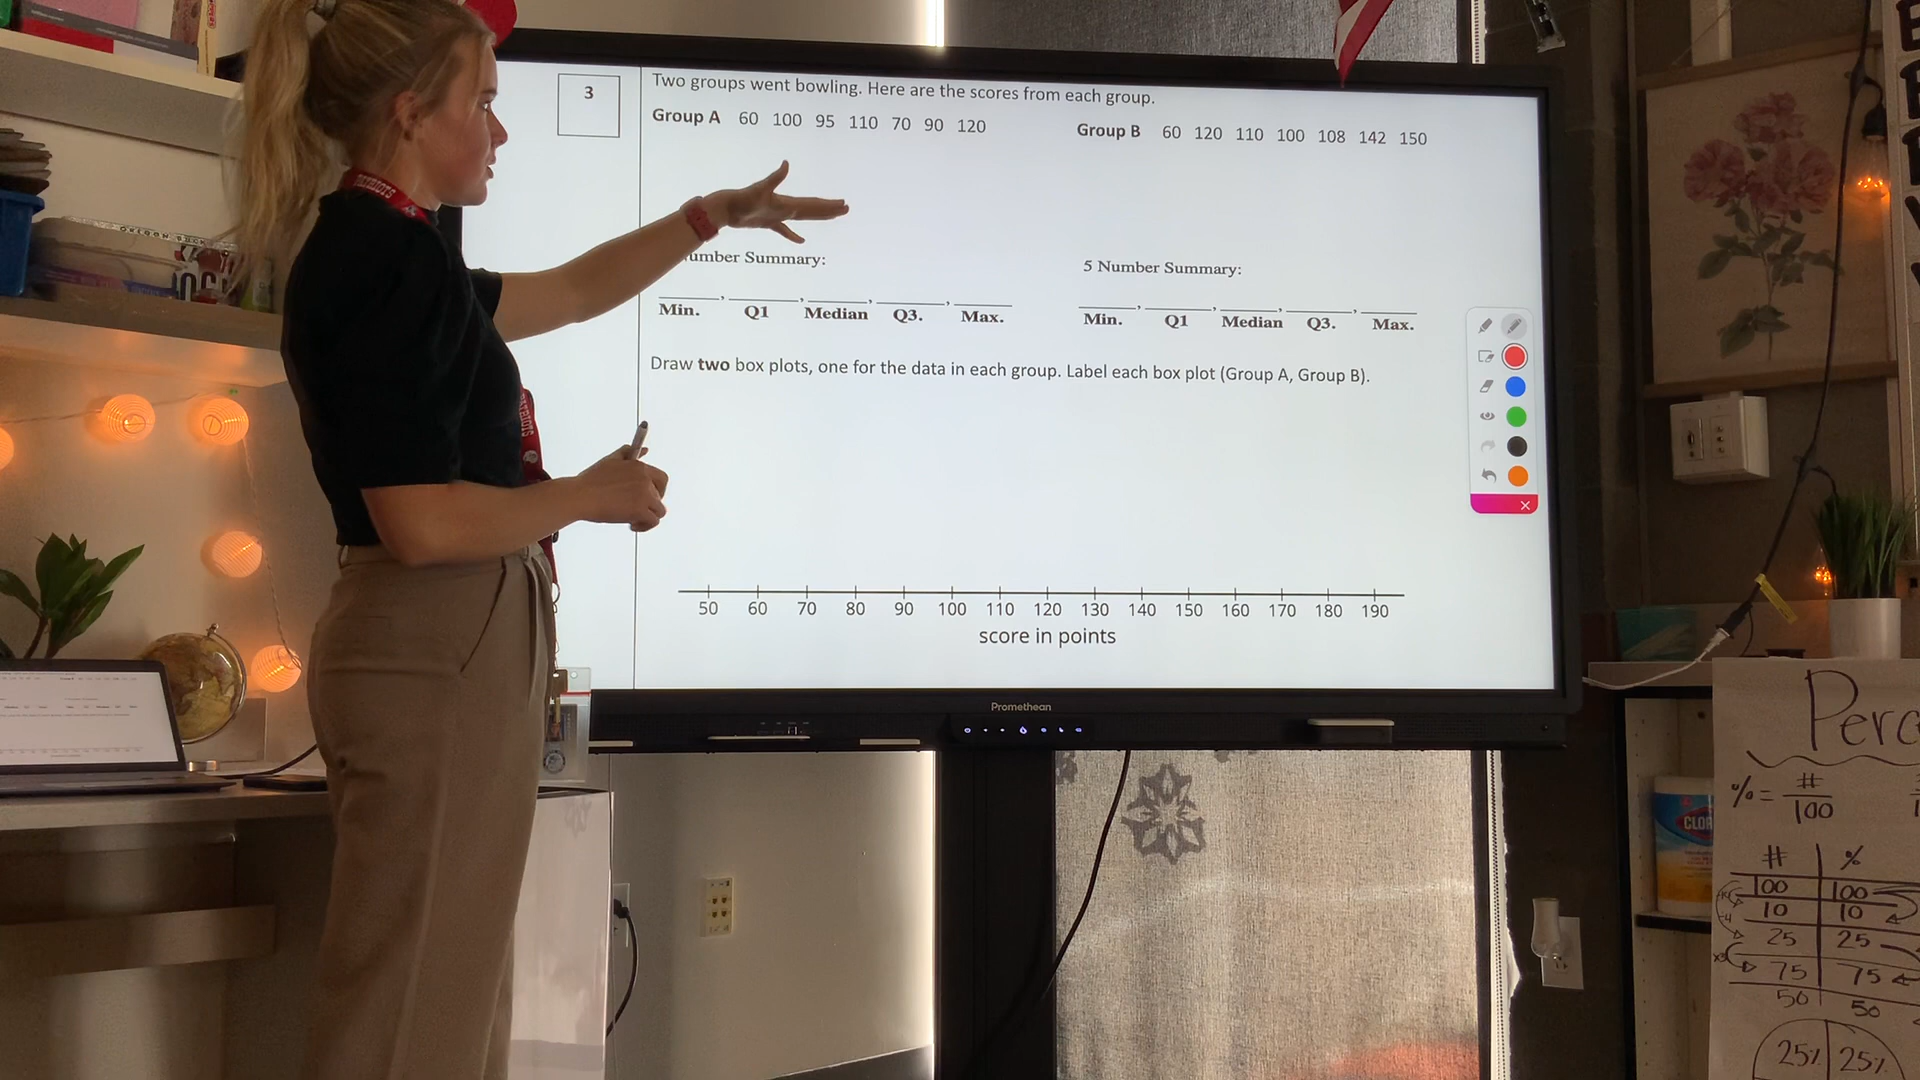 3
Two groups went bowling. Here are the scores from each group.
Group A 60 100 95 110 70 90 120
Group B 60 120 110 100 108 142 150
umber Summary:
5 Number Summary:
Min. Q1 Median Q3. Max.
Min. Q1 Median Q3. Max.
Draw two box plots, one for the data in each group. Label each box plot (Group A, Group B).
50 60 70 80 90 100 110 120 130 140 150 160 170 180 190
score in points
Promethean
PATRIOTS
PATRIOTS
CLOR
Perc
% = #/100
# %
100 100
10 10
25 25
75 75
50 50
25% 25%